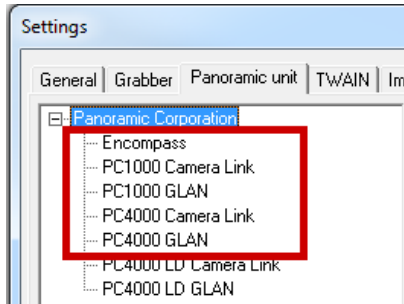 Settings
General Grabber Panoramic unit TWAIN
Panoramic Corporation
Encompass
PC1000 Camera Link
PC1000 GLAN
PC4000 Camera Link
PC4000 GLAN
PC4000 LD Camera Link
PC4000 LD GLAN